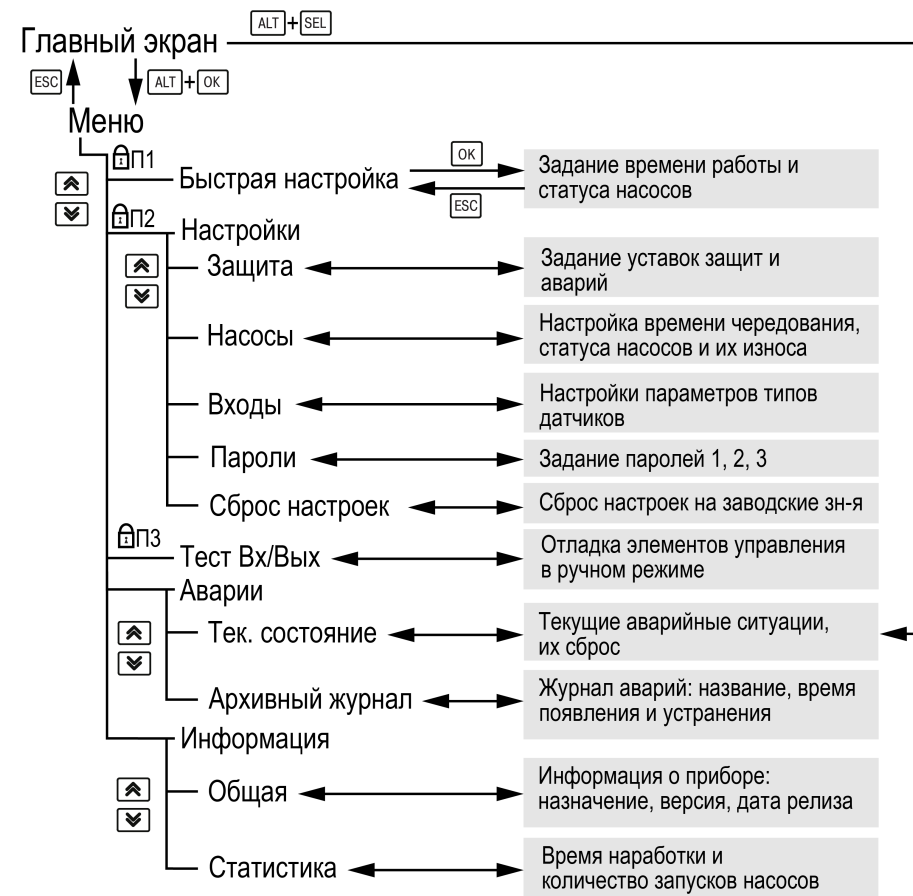 ALT + SEL
Главный экран
ESC ALT + OK
Меню
П1
Быстрая настройка
OK
ESC
Задание времени работы и
статуса насосов
П2
Настройки
Защита
Задание уставок защит и
аварий
Насосы
Настройка времени чередования,
статуса насосов и их износа
Входы
Настройки параметров типов
датчиков
Пароли
Задание паролей 1, 2, 3
Сброс настроек
Сброс настроек на заводские зн-я
П3
Тест Вх/Вых
Отладка элементов управления
в ручном режиме
Аварии
Тек. состояние
Текущие аварийные ситуации,
их сброс
Архивный журнал
Журнал аварий: название, время
появления и устранения
Информация
Общая
Информация о приборе:
назначение, версия, дата релиза
Статистика
Время наработки и
количество запусков насосов